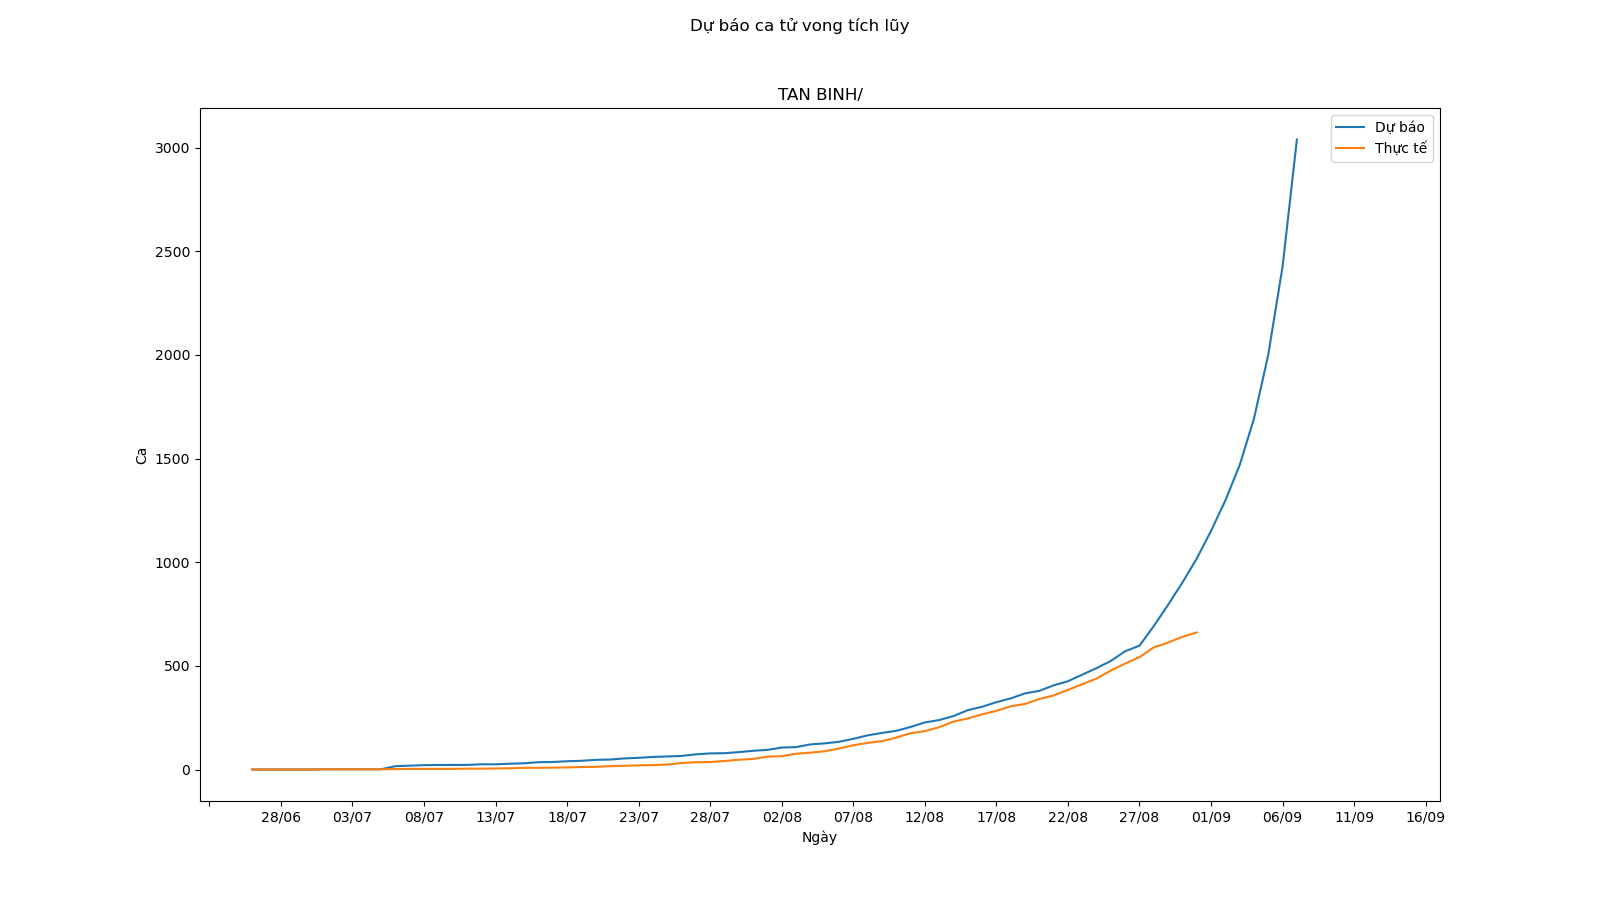 Dự báo ca tử vong tích lũy
TAN BINH/
Dự báo
Thực tế
3000
2500
2000
1500
1000
500
0
Ca
28/06 03/07 08/07 13/07 18/07 23/07 28/07 02/08 07/08 12/08 17/08 22/08 27/08 01/09 06/09 11/09 16/09
Ngày